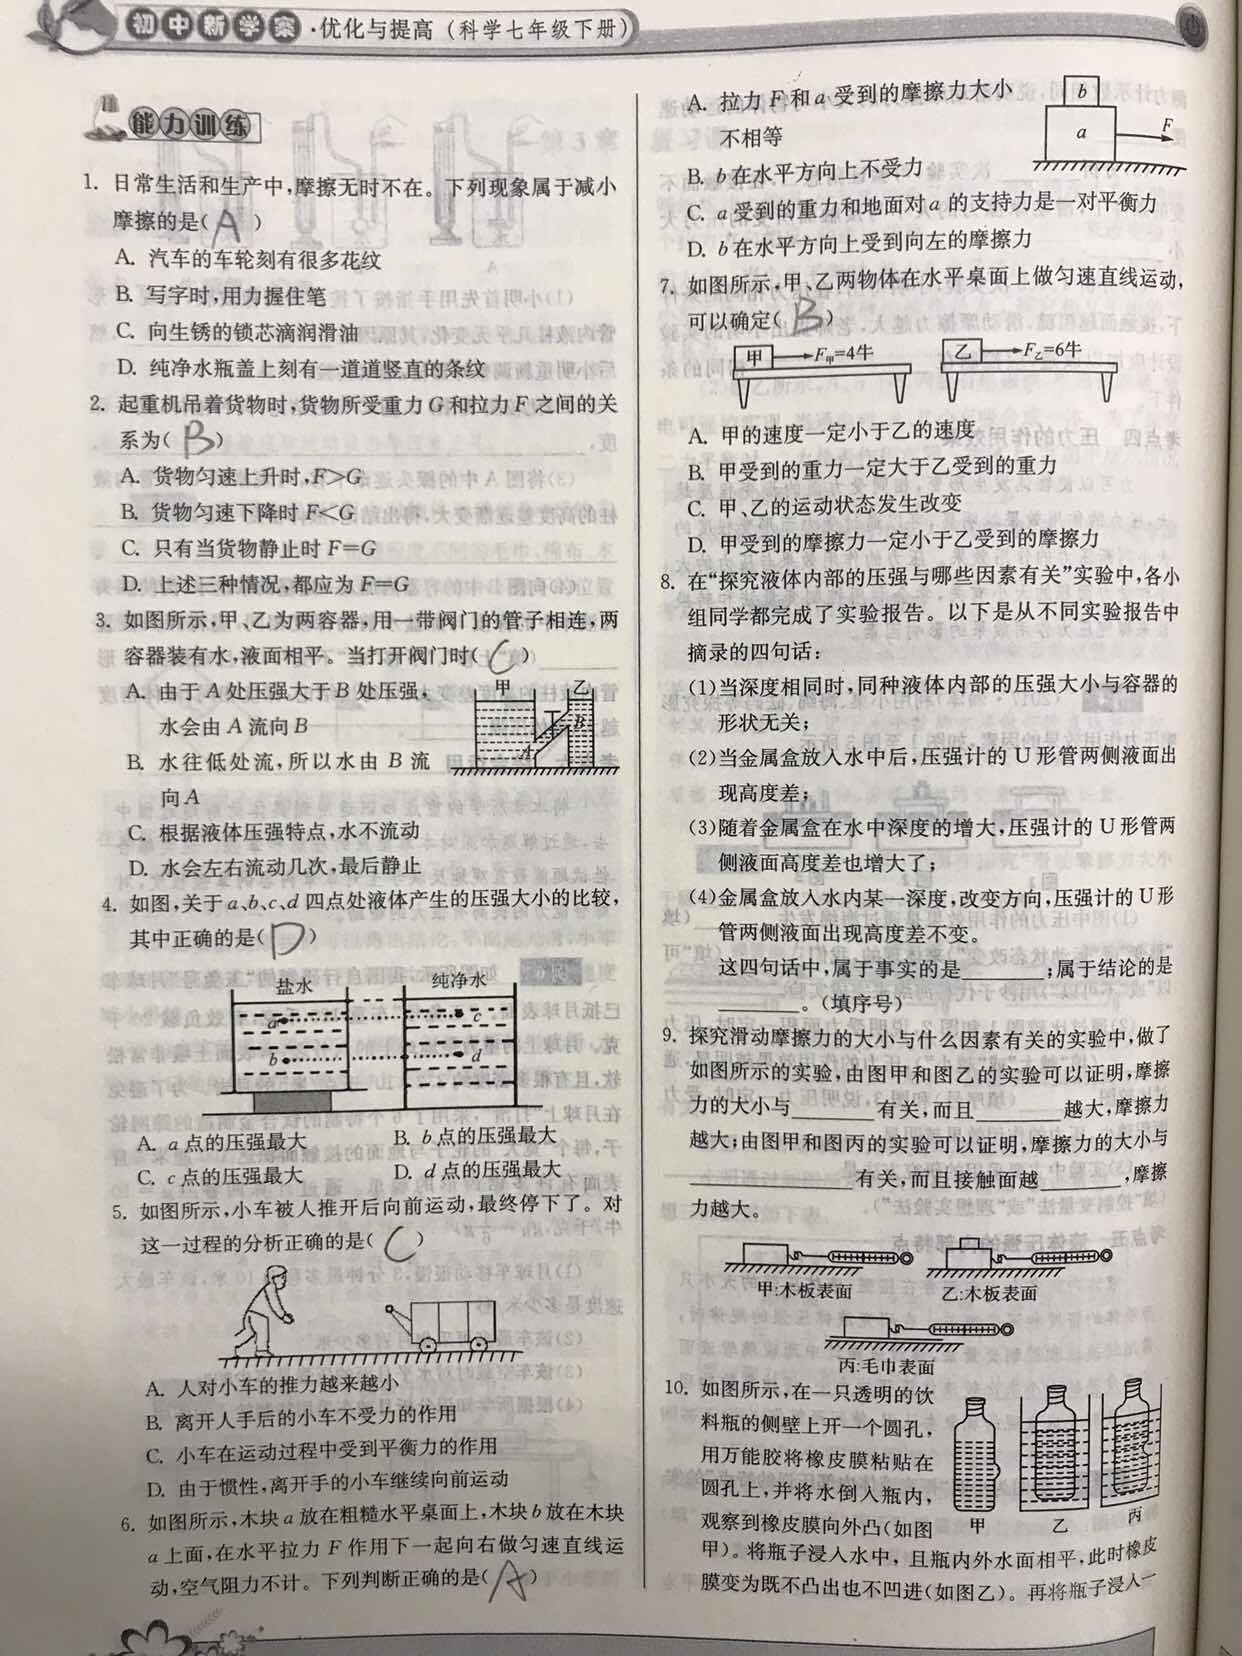 初中新学案·优化与提高(科学七年级下册)
能力训练
1. 日常生活和生产中,摩擦无时不在。下列现象属于减小
摩擦的是( A )
A. 汽车的车轮刻有很多花纹
B. 写字时,用力握住笔
C. 向生锈的锁芯滴润滑油
D. 纯净水瓶盖上刻有一道道竖直的条纹
2. 起重机吊着货物时,货物所受重力G和拉力F之间的关
系为( B )
A. 货物匀速上升时,F>G
B. 货物匀速下降时F<G
C. 只有当货物静止时F=G
D. 上述三种情况,都应为F=G
3. 如图所示,甲、乙为两容器,用一带阀门的管子相连,两
容器装有水,液面相平。当打开阀门时( C )
A. 由于A处压强大于B处压强,
水会由A流向B
B. 水往低处流,所以水由B流
向A
甲
乙
A
B
C. 根据液体压强特点,水不流动
D. 水会左右流动几次,最后静止
4. 如图,关于a、b、c、d四点处液体产生的压强大小的比较,
其中正确的是( D )
盐水
纯净水
a
c
b
d
A. a点的压强最大 B. b点的压强最大
C. c点的压强最大 D. d点的压强最大
5. 如图所示,小车被人推开后向前运动,最终停下了。对
这一过程的分析正确的是( C )
A. 人对小车的推力越来越小
B. 离开人手后的小车不受力的作用
C. 小车在运动过程中受到平衡力的作用
D. 由于惯性,离开手的小车继续向前运动
6. 如图所示,木块a放在粗糙水平桌面上,木块b放在木块
a上面,在水平拉力F作用下一起向右做匀速直线运
动,空气阻力不计。下列判断正确的是( A )
A. 拉力F和a受到的摩擦力大小
不相等
B. b在水平方向上不受力
b
a
F
C. a受到的重力和地面对a的支持力是一对平衡力
D. b在水平方向上受到向左的摩擦力
7. 如图所示,甲、乙两物体在水平桌面上做匀速直线运动,
可以确定( B )
甲 F甲=4牛
乙 F乙=6牛
A. 甲的速度一定小于乙的速度
B. 甲受到的重力一定大于乙受到的重力
C. 甲、乙的运动状态发生改变
D. 甲受到的摩擦力一定小于乙受到的摩擦力
8. 在“探究液体内部的压强与哪些因素有关”实验中,各小
组同学都完成了实验报告。以下是从不同实验报告中
摘录的四句话:
(1)当深度相同时,同种液体内部的压强大小与容器的
形状无关;
(2)当金属盒放入水中后,压强计的U形管两侧液面出
现高度差;
(3)随着金属盒在水中深度的增大,压强计的U形管两
侧液面高度差也增大了;
(4)金属盒放入水内某一深度,改变方向,压强计的U形
管两侧液面出现高度差不变。
这四句话中,属于事实的是________;属于结论的是
________。(填序号)
9. 探究滑动摩擦力的大小与什么因素有关的实验中,做了
如图所示的实验,由图甲和图乙的实验可以证明,摩擦
力的大小与________有关,而且________越大,摩擦力
越大;由图甲和图丙的实验可以证明,摩擦力的大小与
________________有关,而且接触面越________,摩擦
力越大。
甲:木板表面
乙:木板表面
丙:毛巾表面
10. 如图所示,在一只透明的饮
料瓶的侧壁上开一个圆孔,
用万能胶将橡皮膜粘贴在
圆孔上,并将水倒入瓶内,
观察到橡皮膜向外凸(如图
甲 乙 丙
甲)。将瓶子浸入水中,且瓶内外水面相平,此时橡皮
膜变为既不凸出也不凹进(如图乙)。再将瓶子浸入一